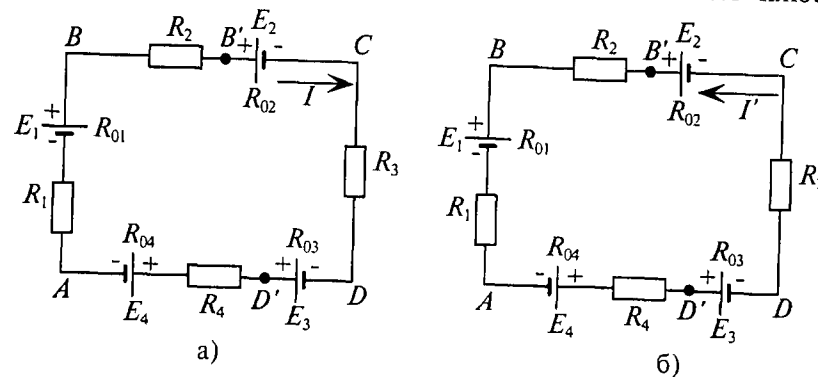 B R₂ B' + E₂ - C
R₀₂ I
+ E₁ - R₀₁
R₃
R₁
R₀₄ R₀₃
A - + R₄ D' + - D
E₄ E₃
а)
B R₂ B' + E₂ - C
R₀₂ I'
+ E₁ - R₀₁
R₁
R₀₄ R₀₃
A - + R₄ D' + - D
E₄ E₃
б)